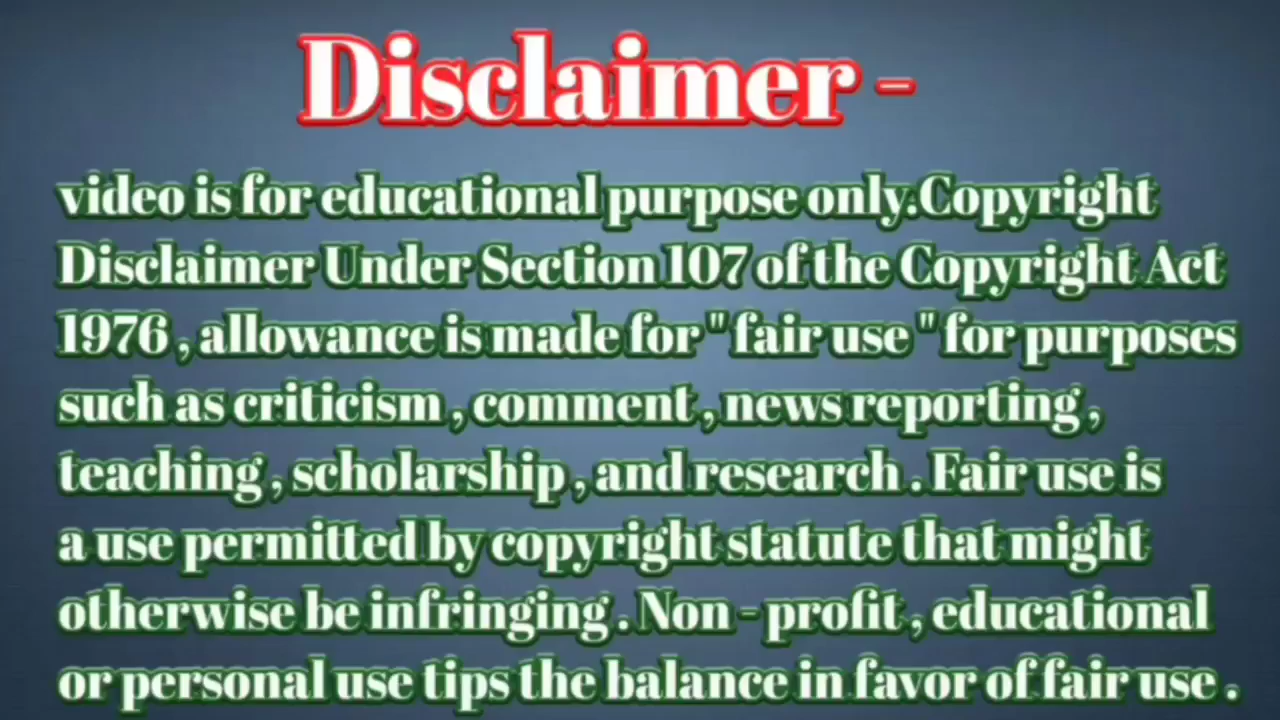 Disclaimer -
video is for educational purpose only.Copyright
Disclaimer Under Section 107 of the Copyright Act
1976 , allowance is made for " fair use " for purposes
such as criticism , comment , news reporting ,
teaching , scholarship , and research . Fair use is
a use permitted by copyright statute that might
otherwise be infringing . Non - profit , educational
or personal use tips the balance in favor of fair use .